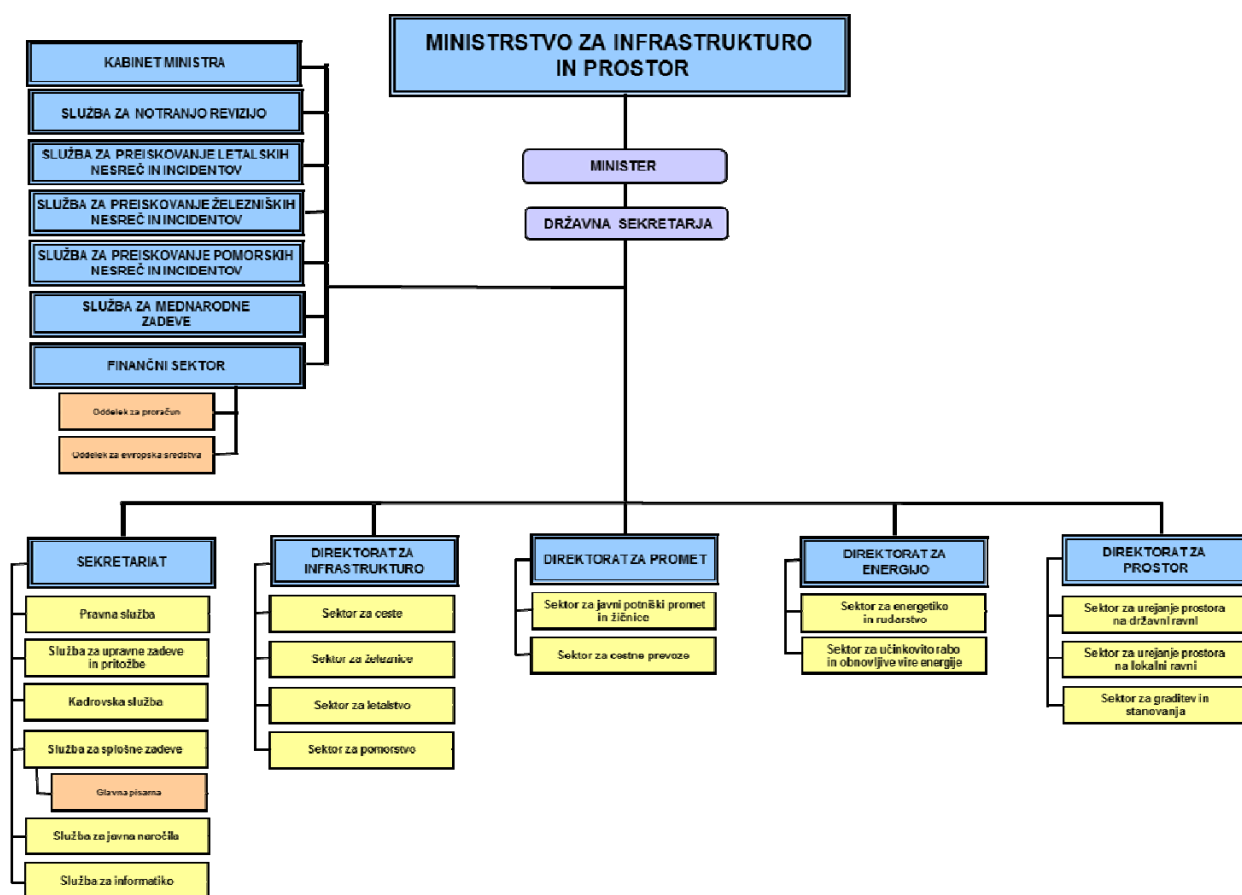 MINISTRSTVO ZA INFRASTRUKTURO
IN PROSTOR
MINISTER
DRŽAVNA SEKRETARJA
KABINET MINISTRA
SLUŽBA ZA NOTRANJO REVIZIJO
SLUŽBA ZA PREISKOVANJE LETALSKIH
NESREČ IN INCIDENTOV
SLUŽBA ZA PREISKOVANJE ŽELEZNIŠKIH
NESREČ IN INCIDENTOV
SLUŽBA ZA PREISKOVANJE POMORSKIH
NESREČ IN INCIDENTOV
SLUŽBA ZA MEDNARODNE
ZADEVE
FINANČNI SEKTOR
Oddelek za proračun
Oddelek za evropska sredstva
SEKRETARIAT
Pravna služba
Služba za upravne zadeve
in pritožbe
Kadrovska služba
Služba za splošne zadeve
Glavna pisarna
Služba za javna naročila
Služba za informatiko
DIREKTORAT ZA
INFRASTRUKTURO
Sektor za ceste
Sektor za železnice
Sektor za letalstvo
Sektor za pomorstvo
DIREKTORAT ZA PROMET
Sektor za javni potniški promet
in žičnice
Sektor za cestne prevoze
DIREKTORAT ZA
ENERGIJO
Sektor za energetiko
in rudarstvo
Sektor za učinkovito rabo
in obnovljive vire energije
DIREKTORAT ZA
PROSTOR
Sektor za urejanje prostora
na državni ravni
Sektor za urejanje prostora
na lokalni ravni
Sektor za graditev in
stanovanja